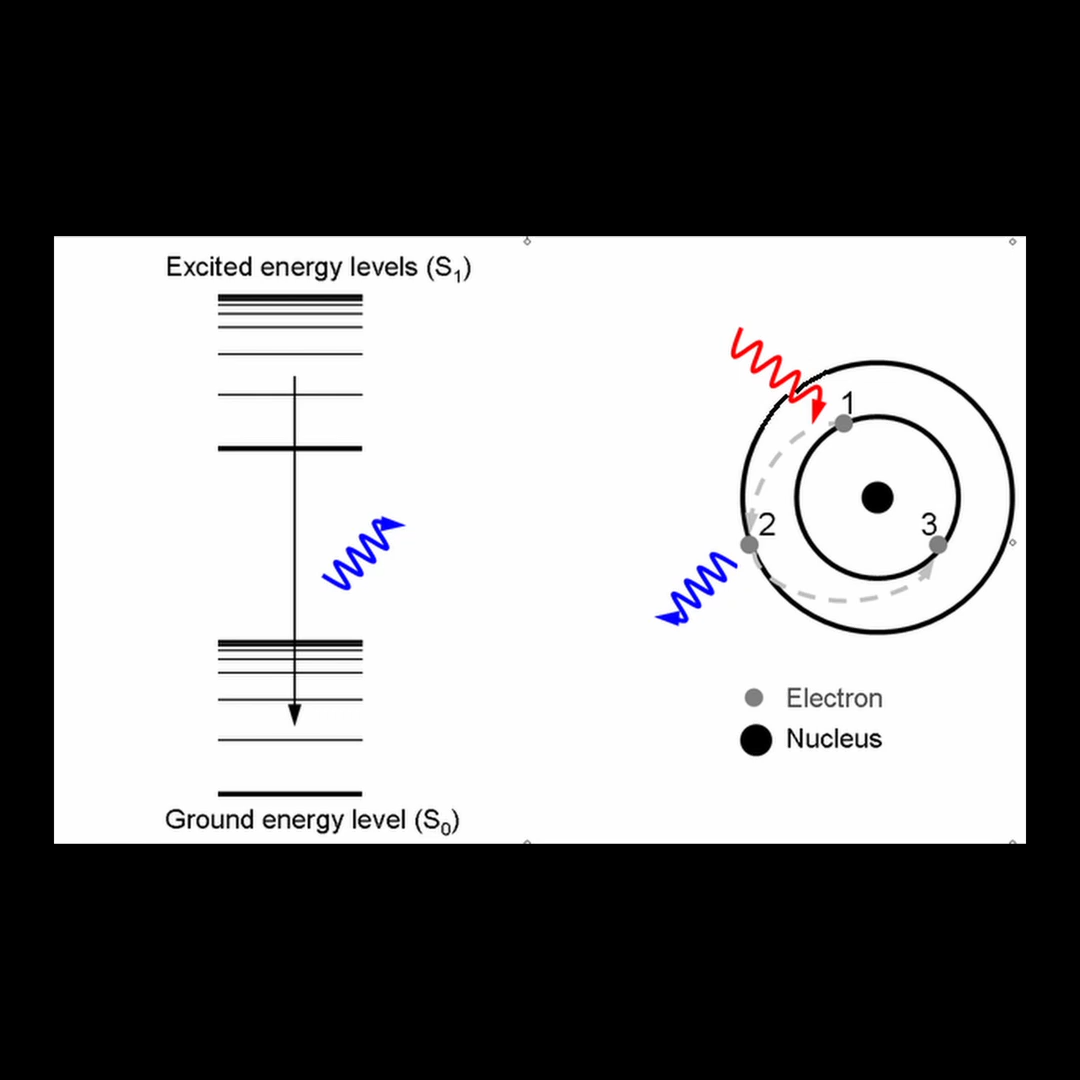 Excited energy levels (S₁)
1
2
3
Electron
Nucleus
Ground energy level (S₀)